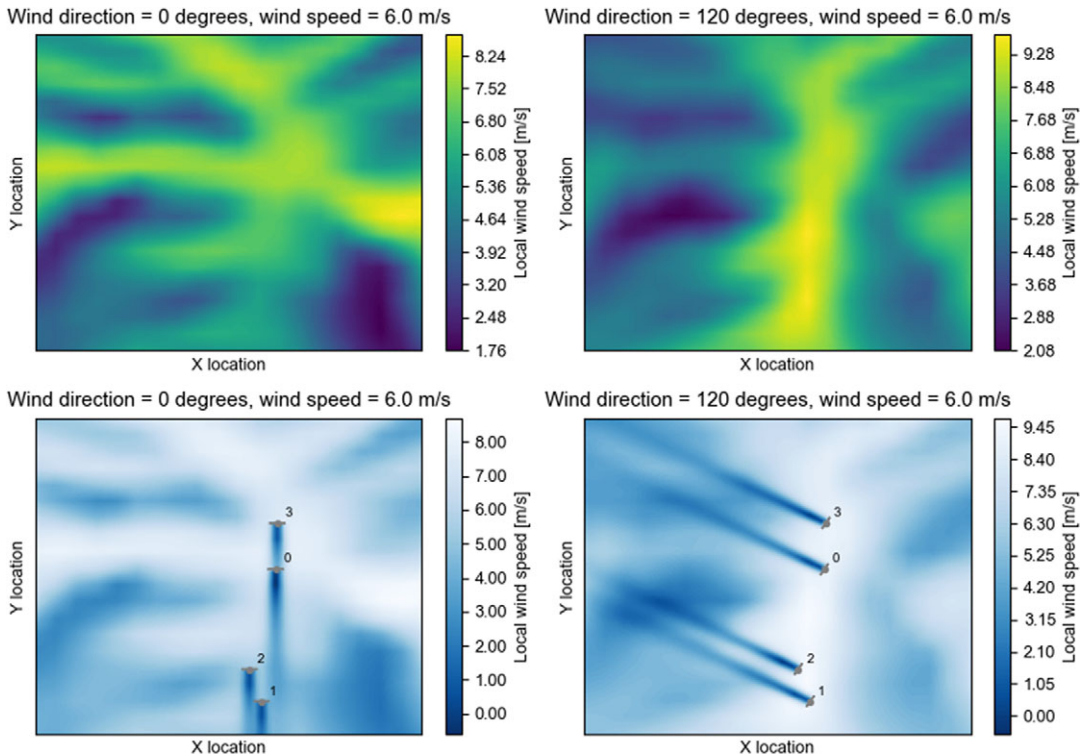 Wind direction = 0 degrees, wind speed = 6.0 m/s
Wind direction = 120 degrees, wind speed = 6.0 m/s
Y location
X location
8.24
7.52
6.80
6.08
5.36
4.64
3.92
3.20
2.48
1.76
Local wind speed [m/s]
Y location
X location
9.28
8.48
7.68
6.88
6.08
5.28
4.48
3.68
2.88
2.08
Local wind speed [m/s]
Wind direction = 0 degrees, wind speed = 6.0 m/s
Wind direction = 120 degrees, wind speed = 6.0 m/s
Y location
3
0
2
1
X location
8.00
7.00
6.00
5.00
4.00
3.00
2.00
1.00
0.00
Local wind speed [m/s]
Y location
3
0
2
1
X location
9.45
8.40
7.35
6.30
5.25
4.20
3.15
2.10
1.05
0.00
Local wind speed [m/s]